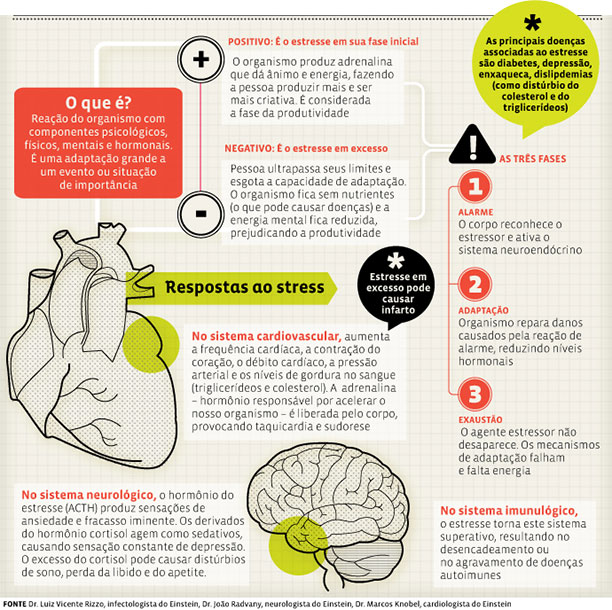 O que é?
Reação do organismo com
componentes psicológicos,
físicos, mentais e hormonais.
É uma adaptação grande a
um evento ou situação
de importância
+
POSITIVO: É o estresse em sua fase inicial
O organismo produz adrenalina
que dá ânimo e energia, fazendo
a pessoa produzir mais e ser
mais criativa. É considerada
a fase da produtividade
-
NEGATIVO: É o estresse em excesso
Pessoa ultrapassa seus limites e
esgota a capacidade de adaptação.
O organismo fica sem nutrientes
(o que pode causar doenças) e a
energia mental fica reduzida,
prejudicando a produtividade
*
As principais doenças
associadas ao estresse
são diabetes, depressão,
enxaqueca, dislipdemias
(como distúrbio do
colesterol e do
triglicerídeos)
!
AS TRÊS FASES
1
ALARME
O corpo reconhece o
estressor e ativa o
sistema neuroendócrino
2
ADAPTAÇÃO
Organismo repara danos
causados pela reação de
alarme, reduzindo níveis
hormonais
3
EXAUSTÃO
O agente estressor não
desaparece. Os mecanismos
de adaptação falham
e falta energia
Respostas ao stress
*
Estresse em
excesso pode
causar
infarto
No sistema cardiovascular, aumenta
a frequência cardíaca, a contração do
coração, o débito cardíaco, a pressão
arterial e os níveis de gordura no sangue
(triglicerídeos e colesterol). A adrenalina
– hormônio responsável por acelerar o
nosso organismo – é liberada pelo corpo,
provocando taquicardia e sudorese
No sistema neurológico, o hormônio do
estresse (ACTH) produz sensações de
ansiedade e fracasso iminente. Os derivados
do hormônio cortisol agem como sedativos,
causando sensação constante de depressão.
O excesso do cortisol pode causar distúrbios
de sono, perda da libido e do apetite.
No sistema imunulógico,
o estresse torna este sistema
superativo, resultando no
desencadeamento ou
no agravamento de doenças
autoimunes
FONTE Dr. Luiz Vicente Rizzo, infectologista do Einstein, Dr. João Radvany, neurologista do Einstein, Dr. Marcos Knobel, cardiologista do Einstein